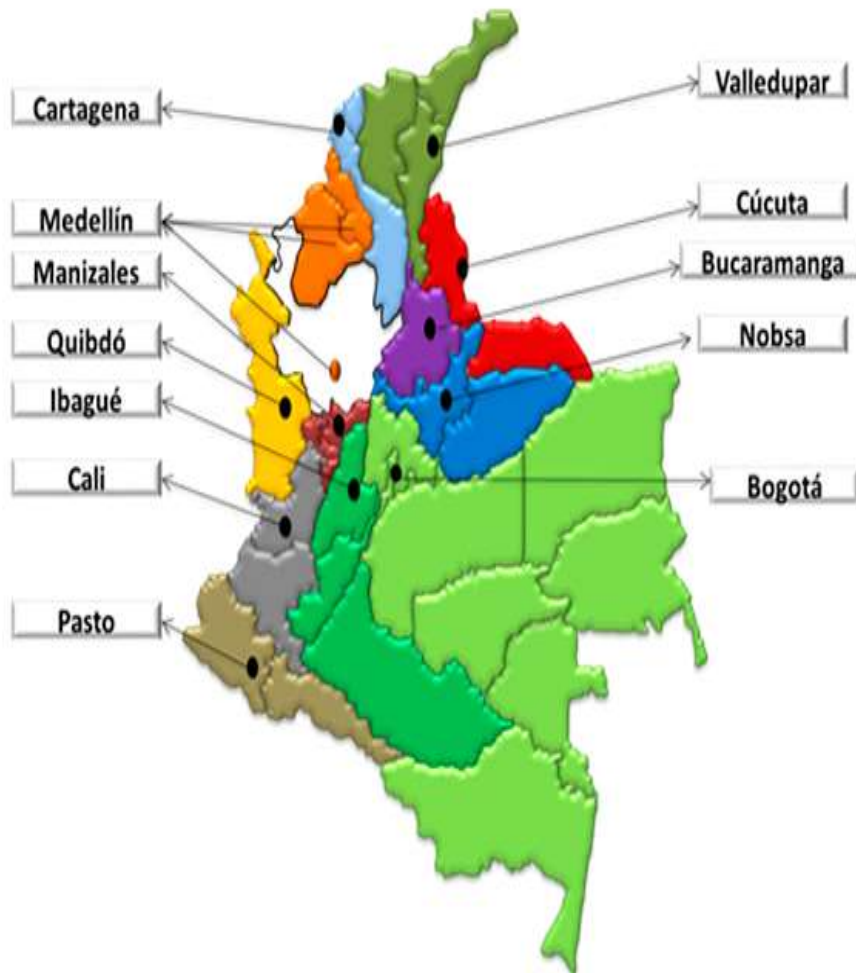 Cartagena
Medellín
Manizales
Quibdó
Ibagué
Cali
Pasto
Valledupar
Cúcuta
Bucaramanga
Nobsa
Bogotá